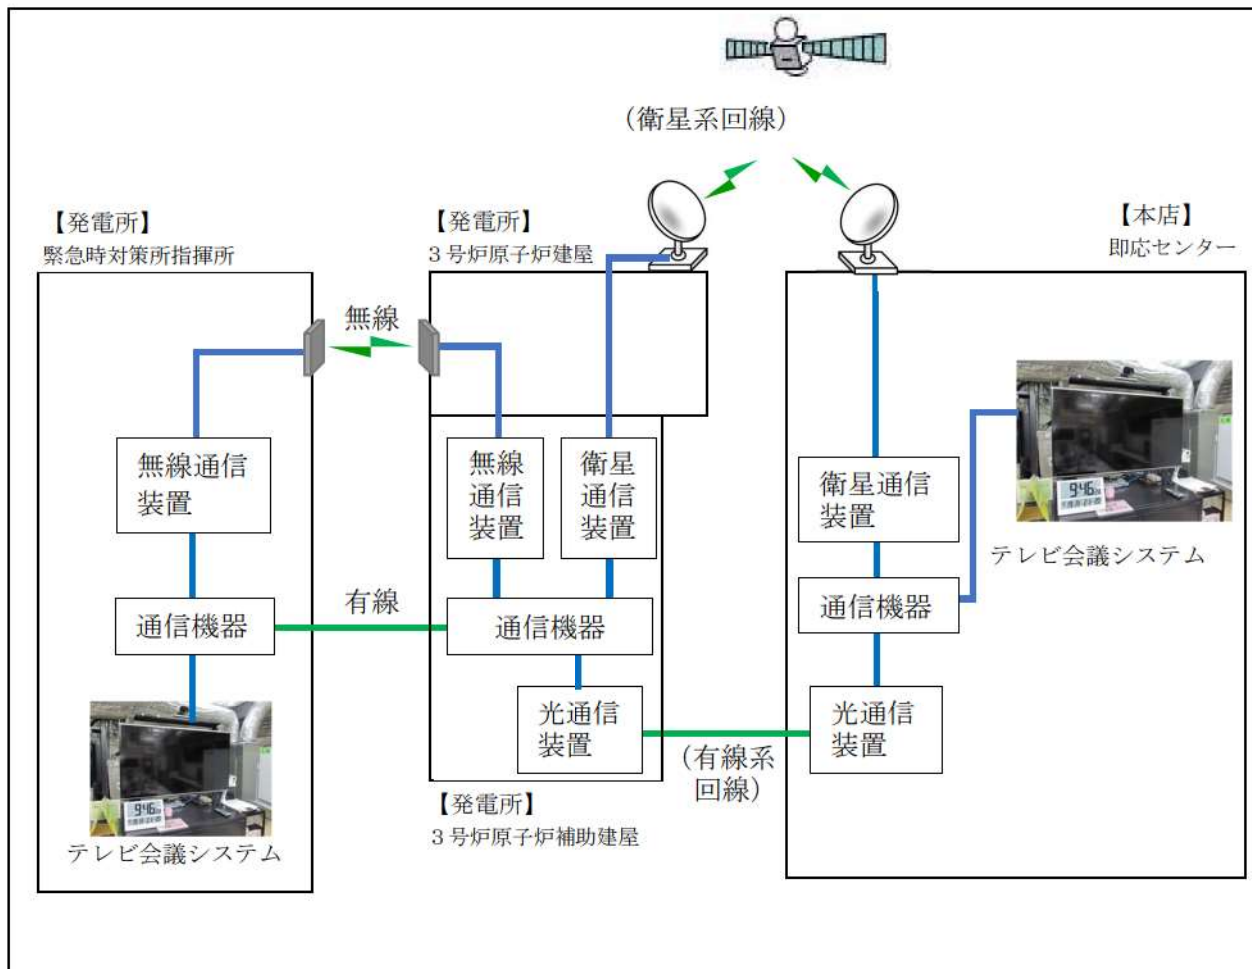 （衛星系回線）
【発電所】
緊急時対策所指揮所
【発電所】
３号炉原子炉建屋
【本店】
即応センター
無線
無線通信
装置
無線
通信
装置
衛星
通信
装置
衛星通信
装置
テレビ会議システム
通信機器
有線
通信機器
通信機器
光通信
装置
光通信
装置
（有線系
回線）
9:46
9:46
【発電所】
３号炉原子炉補助建屋
テレビ会議システム